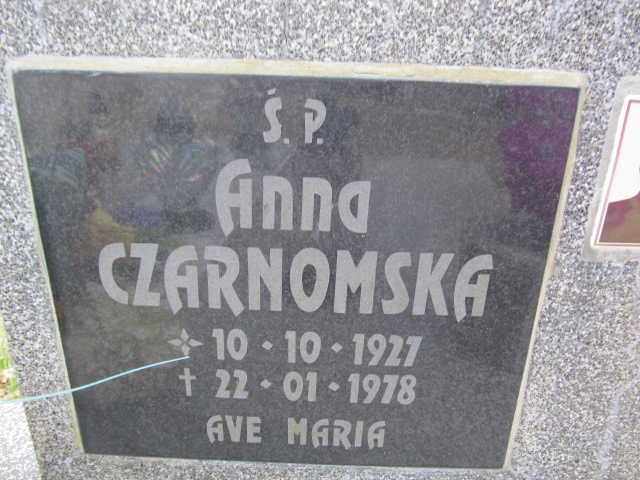 Ś. P.
Anna
CZARNOMSKA
10 · 10 · 1927
† 22 · 01 · 1978
AVE MARIA